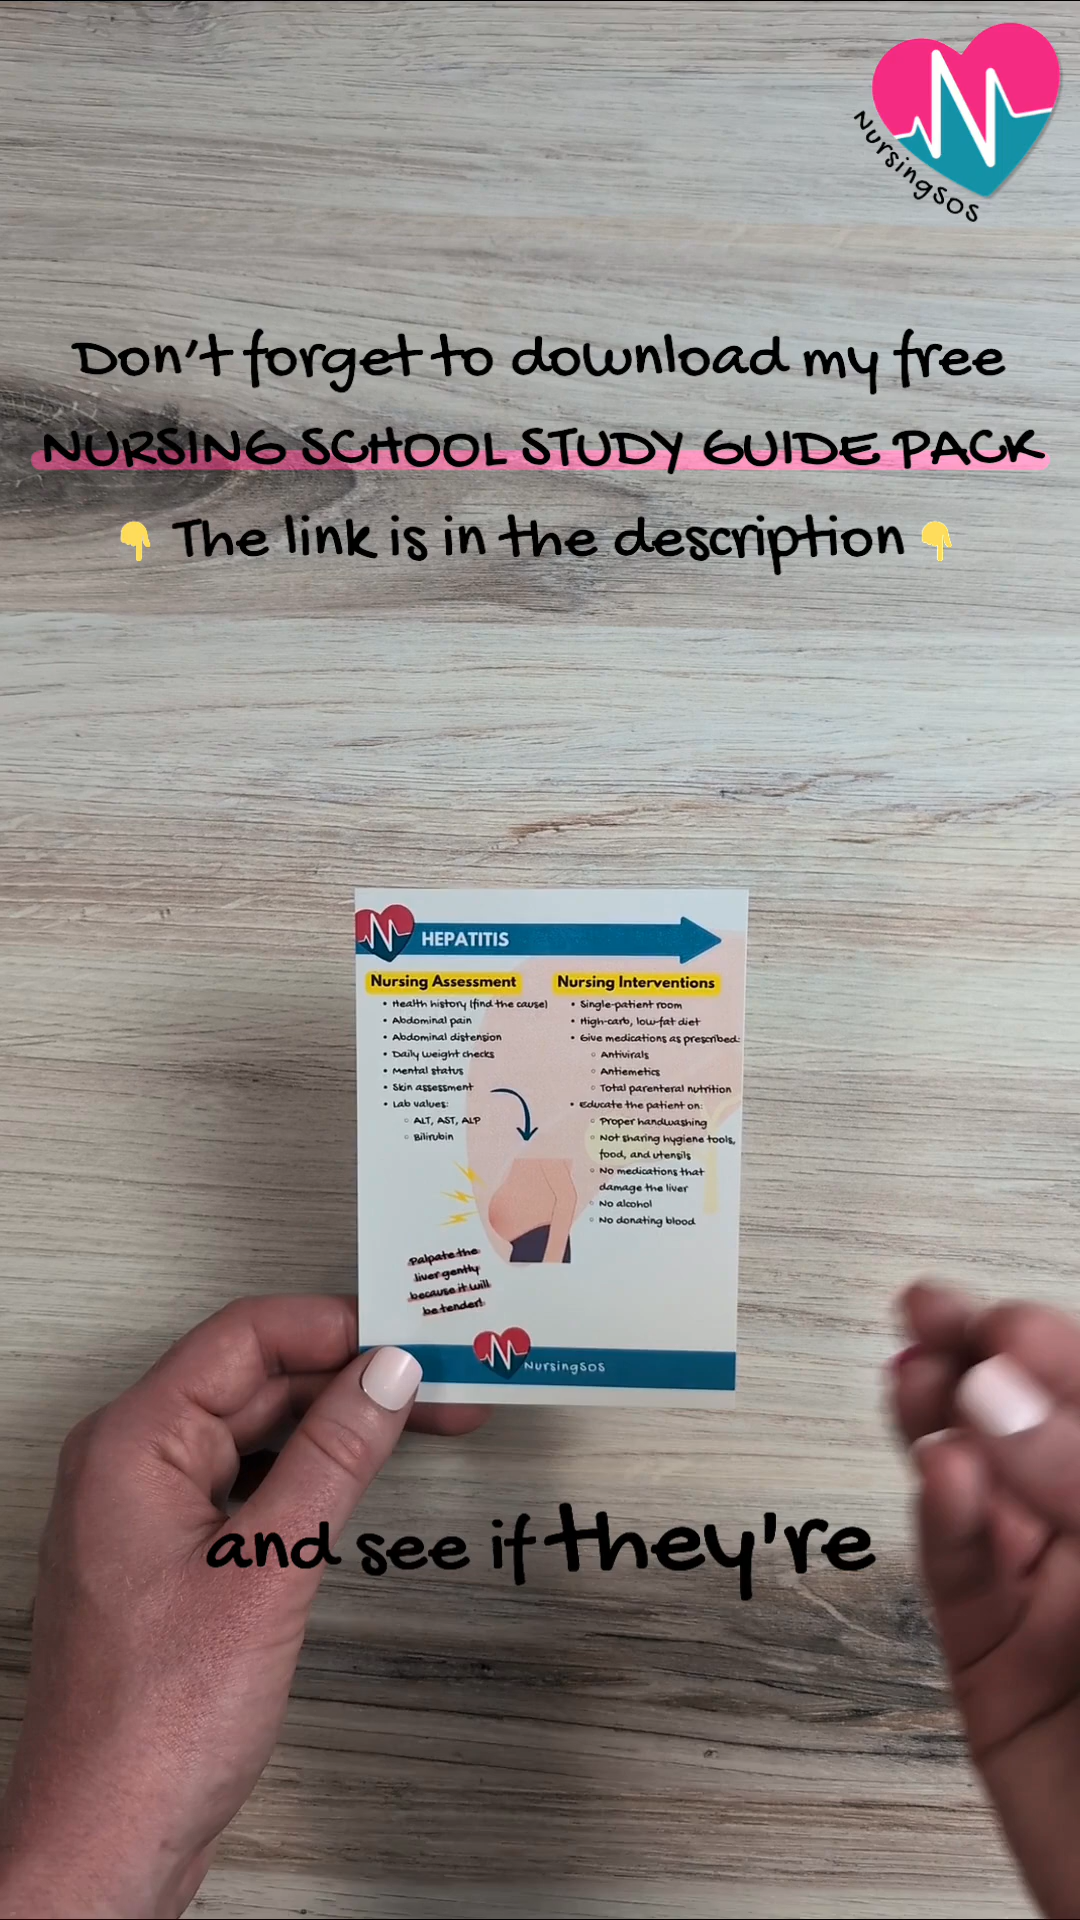 NursingSOS
Don't forget to download my free
NURSING SCHOOL STUDY GUIDE PACK
👇 The link is in the description 👇
HEPATITIS
Nursing Assessment
• Health history (find the cause)
• Abdominal pain
• Abdominal distension
• Daily weight checks
• Mental status
• Skin assessment
• Lab values:
◦ ALT, AST, ALP
◦ Bilirubin
Palpate the
liver gently
because it will
be tender!
Nursing Interventions
• Single-patient room
• High-carb, low-fat diet
• Give medications as prescribed:
◦ Antivirals
◦ Antiemetics
◦ Total parenteral nutrition
• Educate the patient on:
◦ Proper handwashing
◦ Not sharing hygiene tools,
food, and utensils
◦ No medications that
damage the liver
◦ No alcohol
◦ No donating blood
NursingSOS
and see if they're